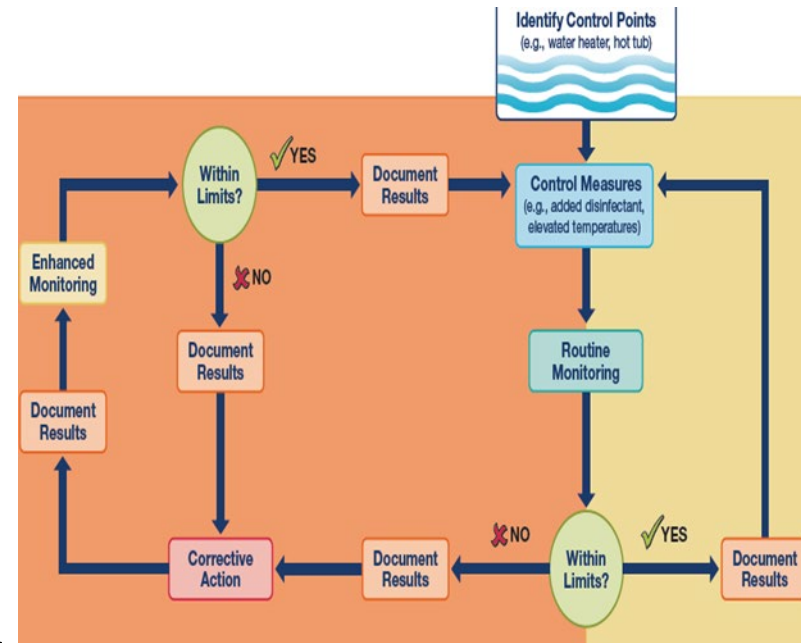 Identify Control Points
(e.g., water heater, hot tub)
Within
Limits?
YES
Document
Results
Control Measures
(e.g., added disinfectant,
elevated temperatures)
Enhanced
Monitoring
NO
Document
Results
Routine
Monitoring
Document
Results
Corrective
Action
Document
Results
NO
Within
Limits?
YES
Document
Results